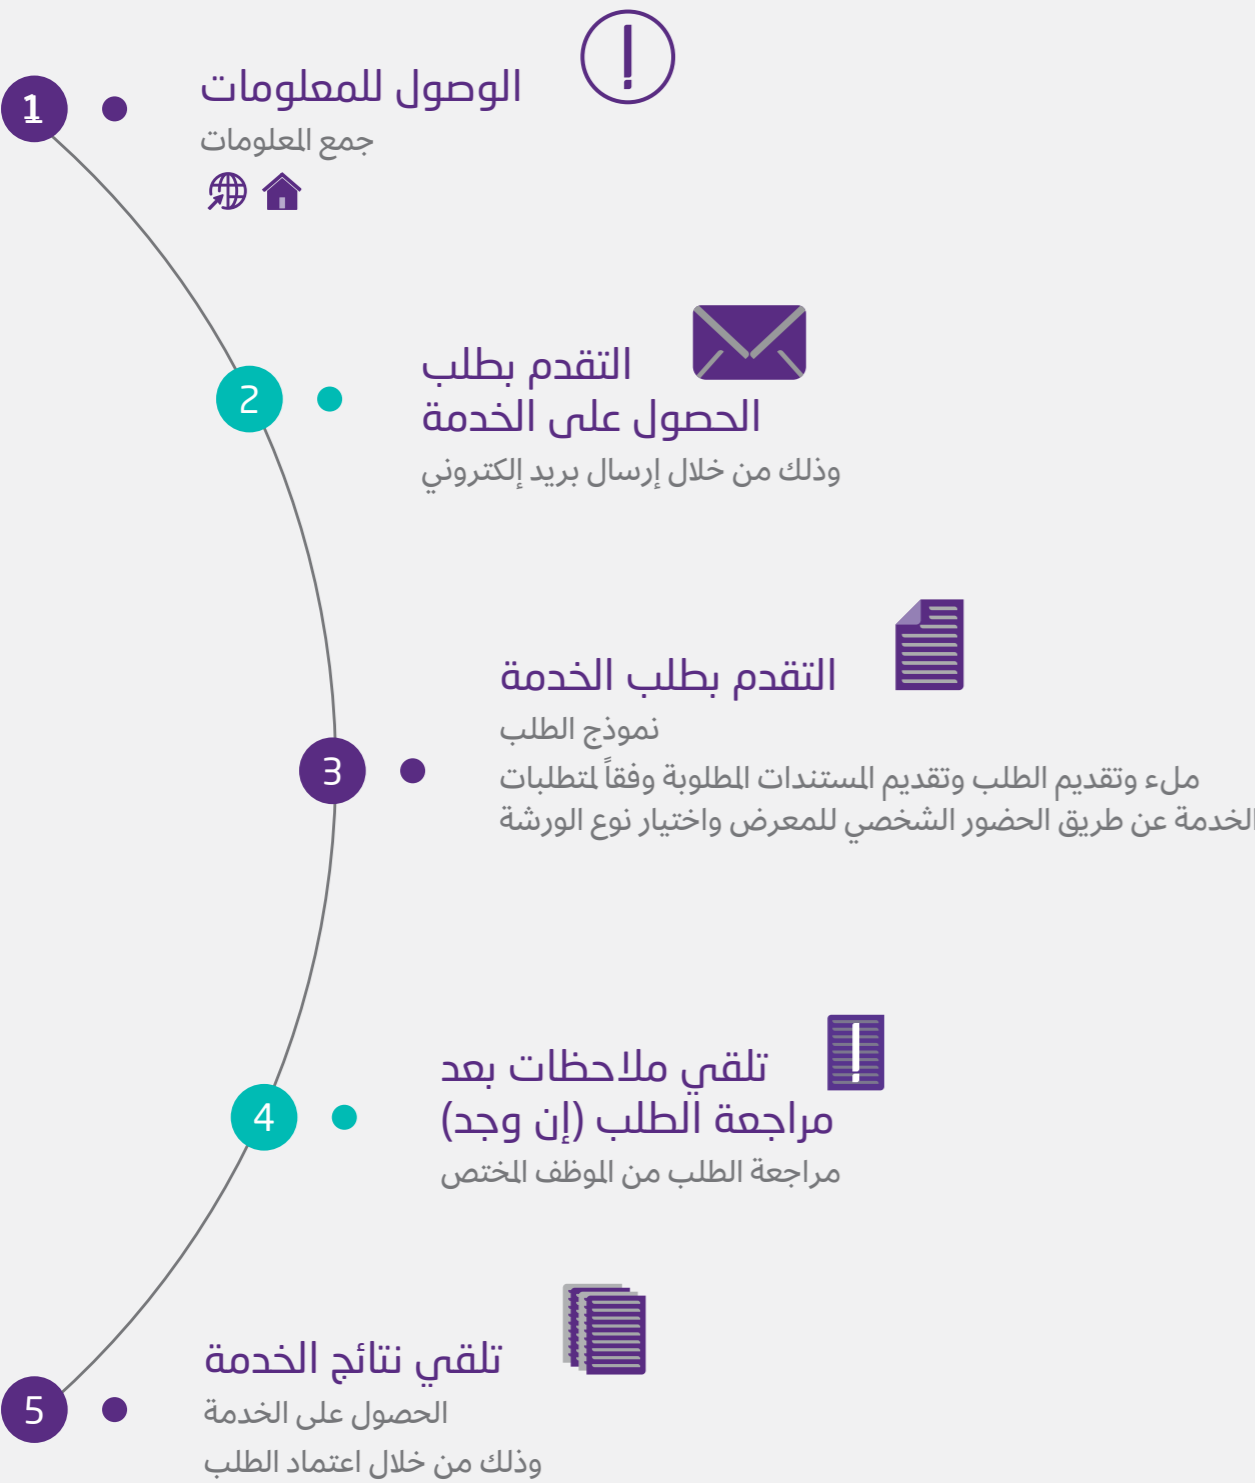 1
الوصول للمعلومات
جمع المعلومات
2
التقدم بطلب
الحصول على الخدمة
وذلك من خلال إرسال بريد إلكتروني
3
التقدم بطلب الخدمة
نموذج الطلب
ملء وتقديم الطلب وتقديم المستندات المطلوبة وفقاً لمتطلبات
الخدمة عن طريق الحضور الشخصي للمعرض واختيار نوع الورشة
4
تلقي ملاحظات بعد
مراجعة الطلب (إن وجد)
مراجعة الطلب من الموظف المختص
5
تلقي نتائج الخدمة
الحصول على الخدمة
وذلك من خلال اعتماد الطلب